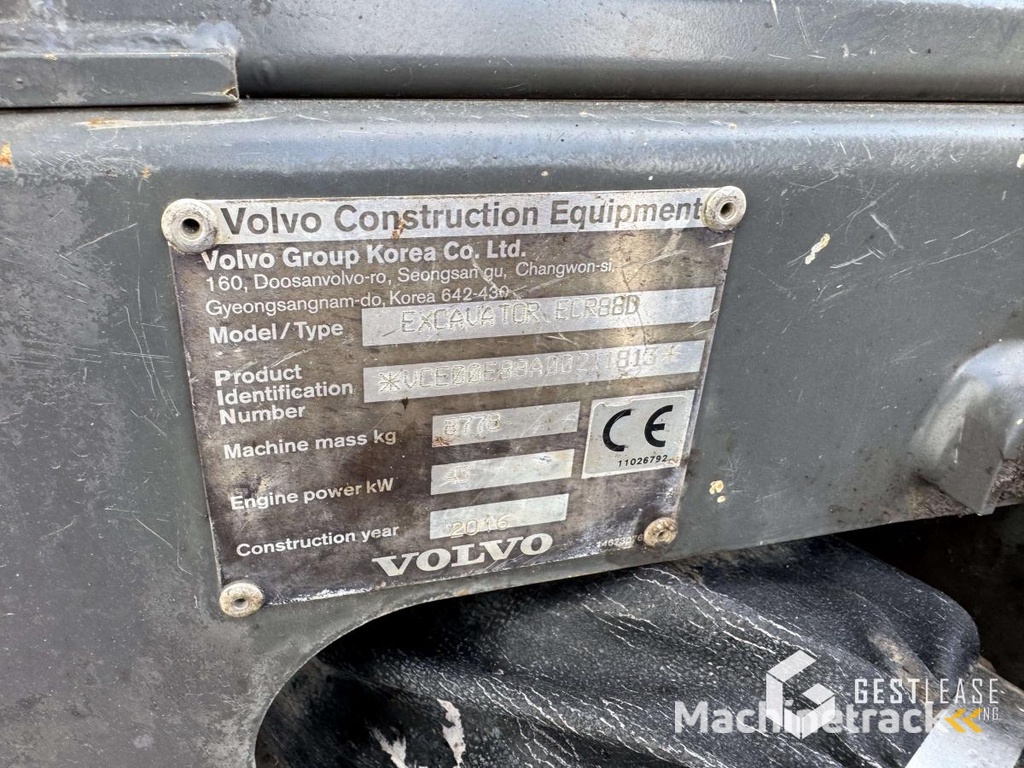 Volvo Construction Equipment
Volvo Group Korea Co. Ltd.
160, Doosanvolvo-ro, Seongsan gu, Changwon-si,
Gyeongsangnam-do, Korea 642-430
Model/Type EXCAVATOR ECR88D
Product
Identification
Number
Machine mass kg
CE
11026792
Engine power kW
Construction year 2016
VOLVO
GESTLEASE
ING.
Machinetrack